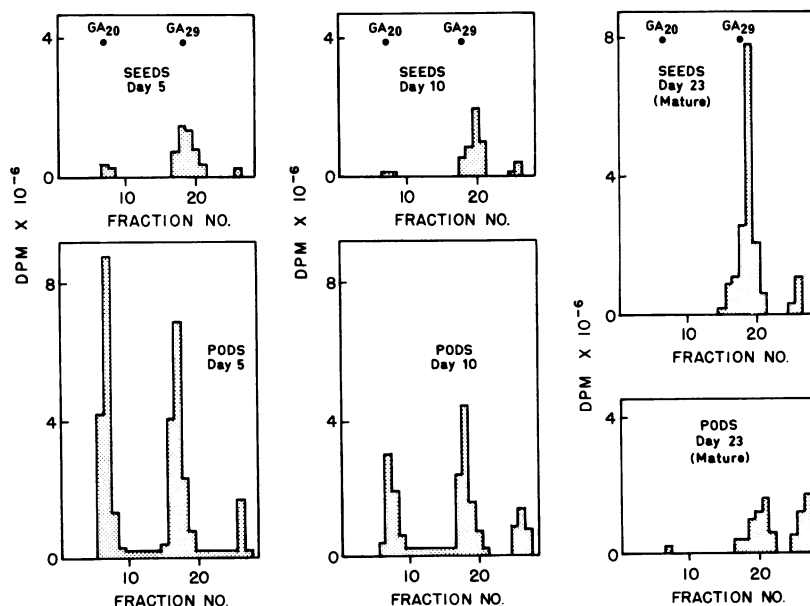 GA20 GA29
SEEDS
Day 5
4
0
10 20
FRACTION NO.
GA20 GA29
SEEDS
Day 10
4
0
10 20
FRACTION NO.
GA20 GA29
SEEDS
Day 23
(Mature)
8
4
0
10 20
FRACTION NO.
DPM X 10-6
PODS
Day 5
8
4
0
10 20
FRACTION NO.
DPM X 10-6
PODS
Day 10
8
4
0
10 20
FRACTION NO.
DPM X 10-6
PODS
Day 23
(Mature)
4
0
10 20
FRACTION NO.